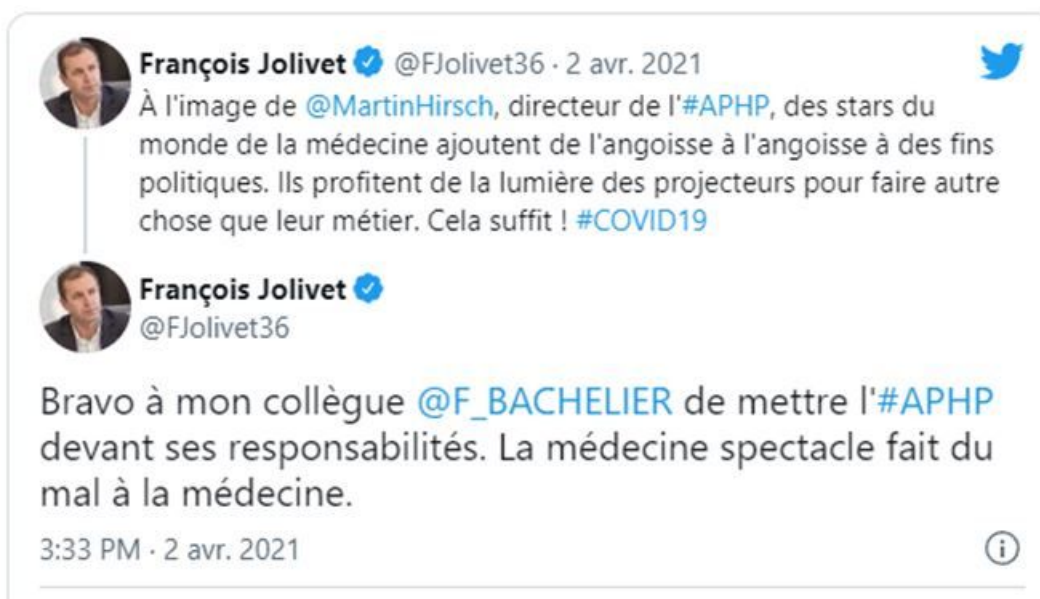 François Jolivet @FJolivet36 · 2 avr. 2021
À l'image de @MartinHirsch, directeur de l'#APHP, des stars du
monde de la médecine ajoutent de l'angoisse à l'angoisse à des fins
politiques. Ils profitent de la lumière des projecteurs pour faire autre
chose que leur métier. Cela suffit ! #COVID19
François Jolivet
@FJolivet36
Bravo à mon collègue @F_BACHELIER de mettre l'#APHP
devant ses responsabilités. La médecine spectacle fait du
mal à la médecine.
3:33 PM · 2 avr. 2021